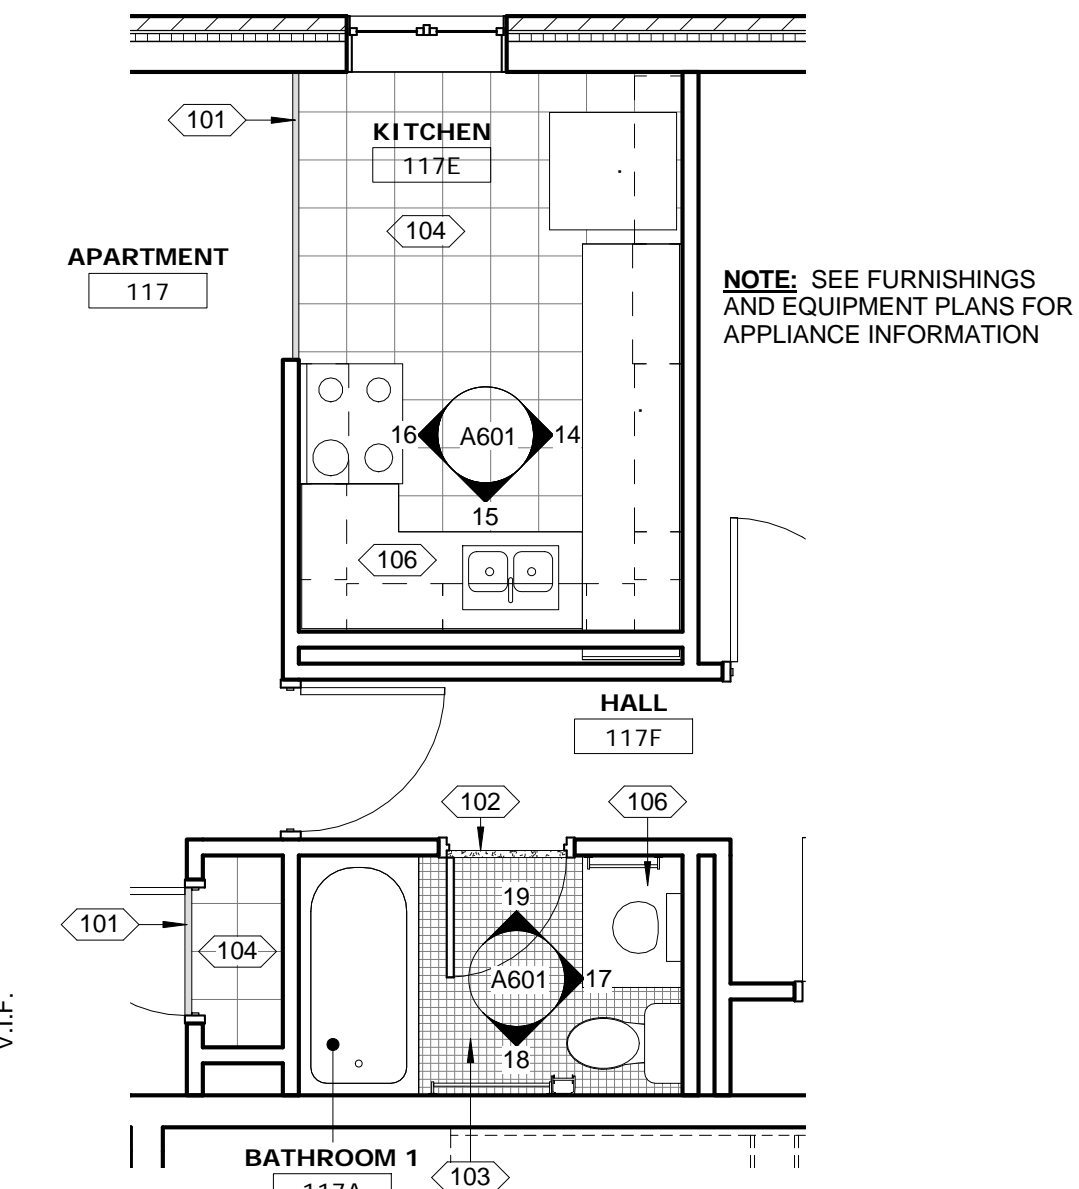 101
KITCHEN
117E
104
APARTMENT
117
NOTE: SEE FURNISHINGS
AND EQUIPMENT PLANS FOR
APPLIANCE INFORMATION
16
A601
14
15
106
HALL
117F
102
106
19
101
104
A601
17
V.I.F.
18
BATHROOM 1
103
117A